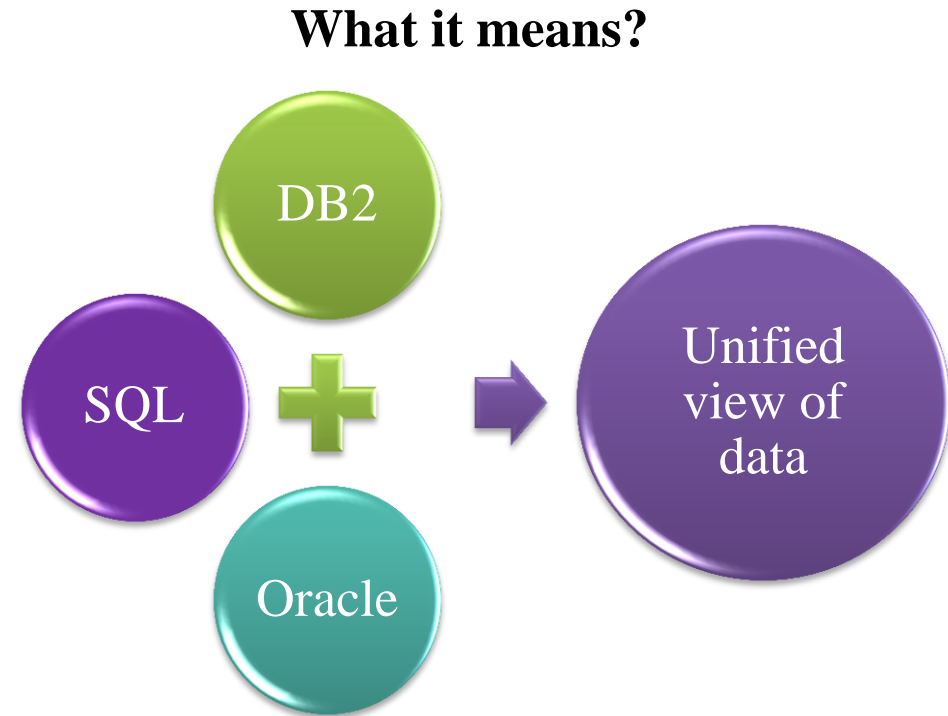 What it means?
DB2
SQL
Oracle
Unified
view of
data